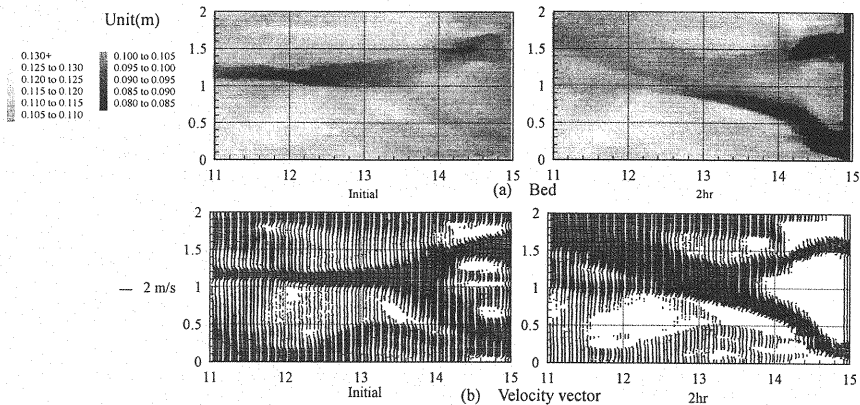 Unit(m)
0.130+
0.125 to 0.130
0.120 to 0.125
0.115 to 0.120
0.110 to 0.115
0.105 to 0.110
0.100 to 0.105
0.095 to 0.100
0.090 to 0.095
0.085 to 0.090
0.080 to 0.085
2
1.5
1
0.5
0
11 12 13 14 15
Initial
2
1.5
1
0.5
0
11 12 13 14 15
2hr
(a) Bed
2 m/s
2
1.5
1
0.5
0
11 12 13 14 15
Initial
2
1.5
1
0.5
0
11 12 13 14 15
2hr
(b) Velocity vector